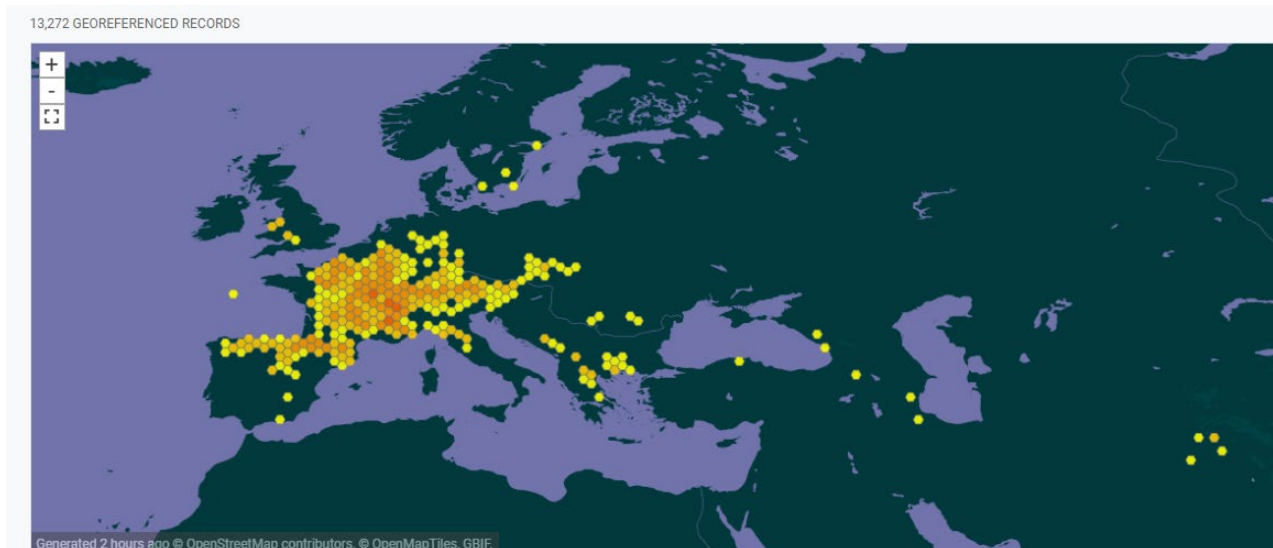 13,272 GEOREFERENCED RECORDS
+
-
Generated 2 hours ago © OpenStreetMap contributors, © OpenMapTiles, GBIF.